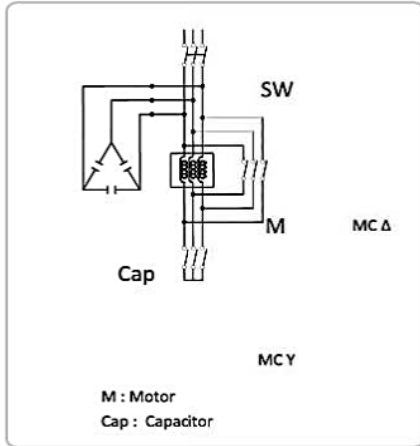 SW
M
MC Δ
Cap
MC Y
M : Motor
Cap : Capacitor